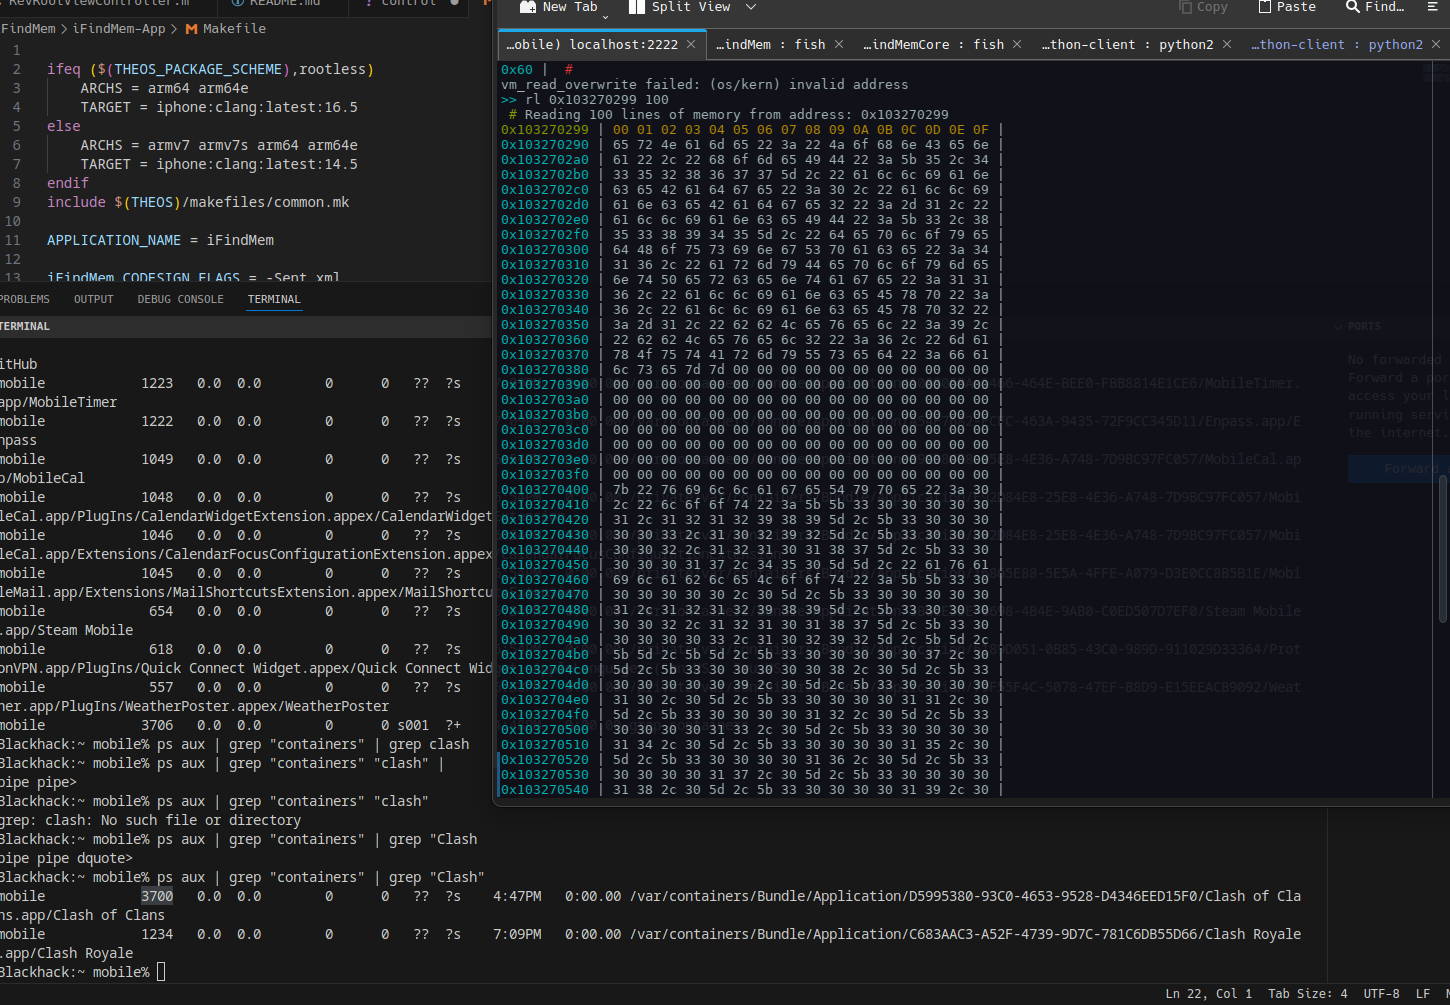 RevRootViewController.m
README.md
control
New Tab
Split View
Copy
Paste
Find…
FindMem > iFindMem-App > Makefile
…obile) localhost:2222
…indMem : fish
…indMemCore : fish
…thon-client : python2
…thon-client : python2
1
2 ifeq ($(THEOS_PACKAGE_SCHEME),rootless)
3 ARCHS = arm64 arm64e
4 TARGET = iphone:clang:latest:16.5
5 else
6 ARCHS = armv7 armv7s arm64 arm64e
7 TARGET = iphone:clang:latest:14.5
8 endif
9 include $(THEOS)/makefiles/common.mk
10
11 APPLICATION_NAME = iFindMem
12
13 iFindMem_CODESIGN_FLAGS = -Sent.xml
0x60 | #
vm_read_overwrite failed: (os/kern) invalid address
>> rl 0x103270299 100
# Reading 100 lines of memory from address: 0x103270299
0x103270299 | 00 01 02 03 04 05 06 07 08 09 0A 0B 0C 0D 0E 0F |
0x103270290 | 65 72 4e 61 6d 65 22 3a 22 4a 6f 68 6e 43 65 6e |
0x1032702a0 | 61 22 2c 22 68 6f 6d 65 49 44 22 3a 5b 35 2c 34 |
0x1032702b0 | 33 35 32 38 36 37 37 5d 2c 22 61 6c 6c 69 61 6e |
0x1032702c0 | 63 65 42 61 64 67 65 22 3a 30 2c 22 61 6c 6c 69 |
0x1032702d0 | 61 6e 63 65 42 61 64 67 65 32 22 3a 2d 31 2c 22 |
0x1032702e0 | 61 6c 6c 69 61 6e 63 65 49 44 22 3a 5b 33 2c 38 |
0x1032702f0 | 35 33 38 39 34 35 5d 2c 22 64 65 70 6c 6f 79 65 |
0x103270300 | 64 48 6f 75 73 69 6e 67 53 70 61 63 65 22 3a 34 |
0x103270310 | 31 36 2c 22 61 72 6d 79 44 65 70 6c 6f 79 6d 65 |
0x103270320 | 6e 74 50 65 72 63 65 6e 74 61 67 65 22 3a 31 31 |
0x103270330 | 36 2c 22 61 6c 6c 69 61 6e 63 65 45 78 70 22 3a |
0x103270340 | 36 2c 22 61 6c 6c 69 61 6e 63 65 45 78 70 32 22 |
0x103270350 | 3a 2d 31 2c 22 62 62 4c 65 76 65 6c 22 3a 39 2c |
0x103270360 | 22 62 62 4c 65 76 65 6c 32 22 3a 36 2c 22 6d 61 |
0x103270370 | 78 4f 75 74 41 72 6d 79 55 73 65 64 22 3a 66 61 |
0x103270380 | 6c 73 65 7d 7d 00 00 00 00 00 00 00 00 00 00 00 |
0x103270390 | 00 00 00 00 00 00 00 00 00 00 00 00 00 00 00 00 |
0x1032703a0 | 00 00 00 00 00 00 00 00 00 00 00 00 00 00 00 00 |
0x1032703b0 | 00 00 00 00 00 00 00 00 00 00 00 00 00 00 00 00 |
0x1032703c0 | 00 00 00 00 00 00 00 00 00 00 00 00 00 00 00 00 |
0x1032703d0 | 00 00 00 00 00 00 00 00 00 00 00 00 00 00 00 00 |
0x1032703e0 | 00 00 00 00 00 00 00 00 00 00 00 00 00 00 00 00 |
0x1032703f0 | 00 00 00 00 00 00 00 00 00 00 00 00 00 00 00 00 |
0x103270400 | 7b 22 76 69 6c 6c 61 67 65 54 79 70 65 22 3a 30 |
0x103270410 | 2c 22 6c 6f 6f 74 22 3a 5b 5b 33 30 30 30 30 30 |
0x103270420 | 31 2c 31 32 31 32 39 38 39 5d 2c 5b 33 30 30 30 |
0x103270430 | 30 30 33 2c 31 30 32 39 32 5d 2c 5b 33 30 30 30 |
0x103270440 | 30 30 32 2c 31 32 31 30 31 38 37 5d 2c 5b 33 30 |
0x103270450 | 30 30 30 31 37 2c 34 35 30 5d 5d 2c 22 61 76 61 |
0x103270460 | 69 6c 61 62 6c 65 4c 6f 6f 74 22 3a 5b 5b 33 30 |
0x103270470 | 30 30 30 30 30 2c 30 5d 2c 5b 33 30 30 30 30 30 |
0x103270480 | 31 2c 31 32 31 32 39 38 39 5d 2c 5b 33 30 30 30 |
0x103270490 | 30 30 32 2c 31 32 31 30 31 38 37 5d 2c 5b 33 30 |
0x1032704a0 | 30 30 30 30 33 2c 31 30 32 39 32 5d 2c 5b 5d 2c |
0x1032704b0 | 5b 5d 2c 5b 5d 2c 5b 33 30 30 30 30 30 37 2c 30 |
0x1032704c0 | 5d 2c 5b 33 30 30 30 30 30 38 2c 30 5d 2c 5b 33 |
0x1032704d0 | 30 30 30 30 30 39 2c 30 5d 2c 5b 33 30 30 30 30 |
0x1032704e0 | 31 30 2c 30 5d 2c 5b 33 30 30 30 30 31 31 2c 30 |
0x1032704f0 | 5d 2c 5b 33 30 30 30 30 31 32 2c 30 5d 2c 5b 33 |
0x103270500 | 30 30 30 30 31 33 2c 30 5d 2c 5b 33 30 30 30 30 |
0x103270510 | 31 34 2c 30 5d 2c 5b 33 30 30 30 30 31 35 2c 30 |
0x103270520 | 5d 2c 5b 33 30 30 30 30 31 36 2c 30 5d 2c 5b 33 |
0x103270530 | 30 30 30 30 31 37 2c 30 5d 2c 5b 33 30 30 30 30 |
0x103270540 | 31 38 2c 30 5d 2c 5b 33 30 30 30 30 31 39 2c 30 |
PROBLEMS OUTPUT DEBUG CONSOLE TERMINAL
TERMINAL
PORTS
No forwarded
Forward a por
access your l
running servi
the internet.
Forward
itHub
mobile 1223 0.0 0.0 0 0 ?? ?s
app/MobileTimer
mobile 1222 0.0 0.0 0 0 ?? ?s
npass
mobile 1049 0.0 0.0 0 0 ?? ?s
p/MobileCal
mobile 1048 0.0 0.0 0 0 ?? ?s
leCal.app/PlugIns/CalendarWidgetExtension.appex/CalendarWidget
mobile 1046 0.0 0.0 0 0 ?? ?s
leCal.app/Extensions/CalendarFocusConfigurationExtension.appex
mobile 1045 0.0 0.0 0 0 ?? ?s
leMail.app/Extensions/MailShortcutsExtension.appex/MailShortcu
mobile 654 0.0 0.0 0 0 ?? ?s
.app/Steam Mobile
mobile 618 0.0 0.0 0 0 ?? ?s
onVPN.app/PlugIns/Quick Connect Widget.appex/Quick Connect Wid
mobile 557 0.0 0.0 0 0 ?? ?s
her.app/PlugIns/WeatherPoster.appex/WeatherPoster
mobile 3706 0.0 0.0 0 0 s001 ?+
Blackhack:~ mobile% ps aux | grep "containers" | grep clash
Blackhack:~ mobile% ps aux | grep "containers" "clash" |
pipe pipe>
Blackhack:~ mobile% ps aux | grep "containers" "clash"
grep: clash: No such file or directory
Blackhack:~ mobile% ps aux | grep "containers" | grep "Clash
pipe pipe dquote>
Blackhack:~ mobile% ps aux | grep "containers" | grep "Clash"
mobile 3700 0.0 0.0 0 0 ?? ?s 4:47PM 0:00.00 /var/containers/Bundle/Application/D5995380-93C0-4653-9528-D4346EED15F0/Clash of Cla
ns.app/Clash of Clans
mobile 1234 0.0 0.0 0 0 ?? ?s 7:09PM 0:00.00 /var/containers/Bundle/Application/C683AAC3-A52F-4739-9D7C-781C6DB55D66/Clash Royale
.app/Clash Royale
Blackhack:~ mobile%
Ln 22, Col 1 Tab Size: 4 UTF-8 LF